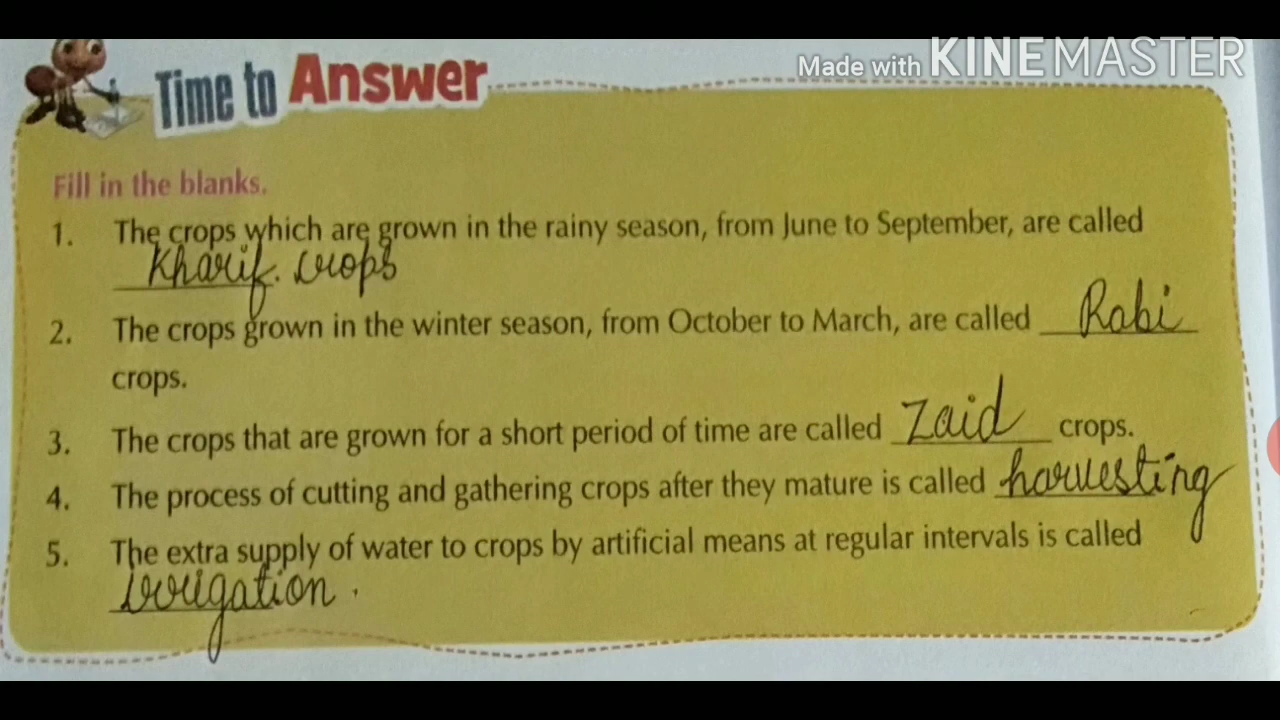 Made with KINEMASTER
Time to Answer
Fill in the blanks.
1. The crops which are grown in the rainy season, from June to September, are called
Kharif. crops
2. The crops grown in the winter season, from October to March, are called Rabi
crops.
3. The crops that are grown for a short period of time are called Zaid crops.
4. The process of cutting and gathering crops after they mature is called harvesting
5. The extra supply of water to crops by artificial means at regular intervals is called
Irrigation.